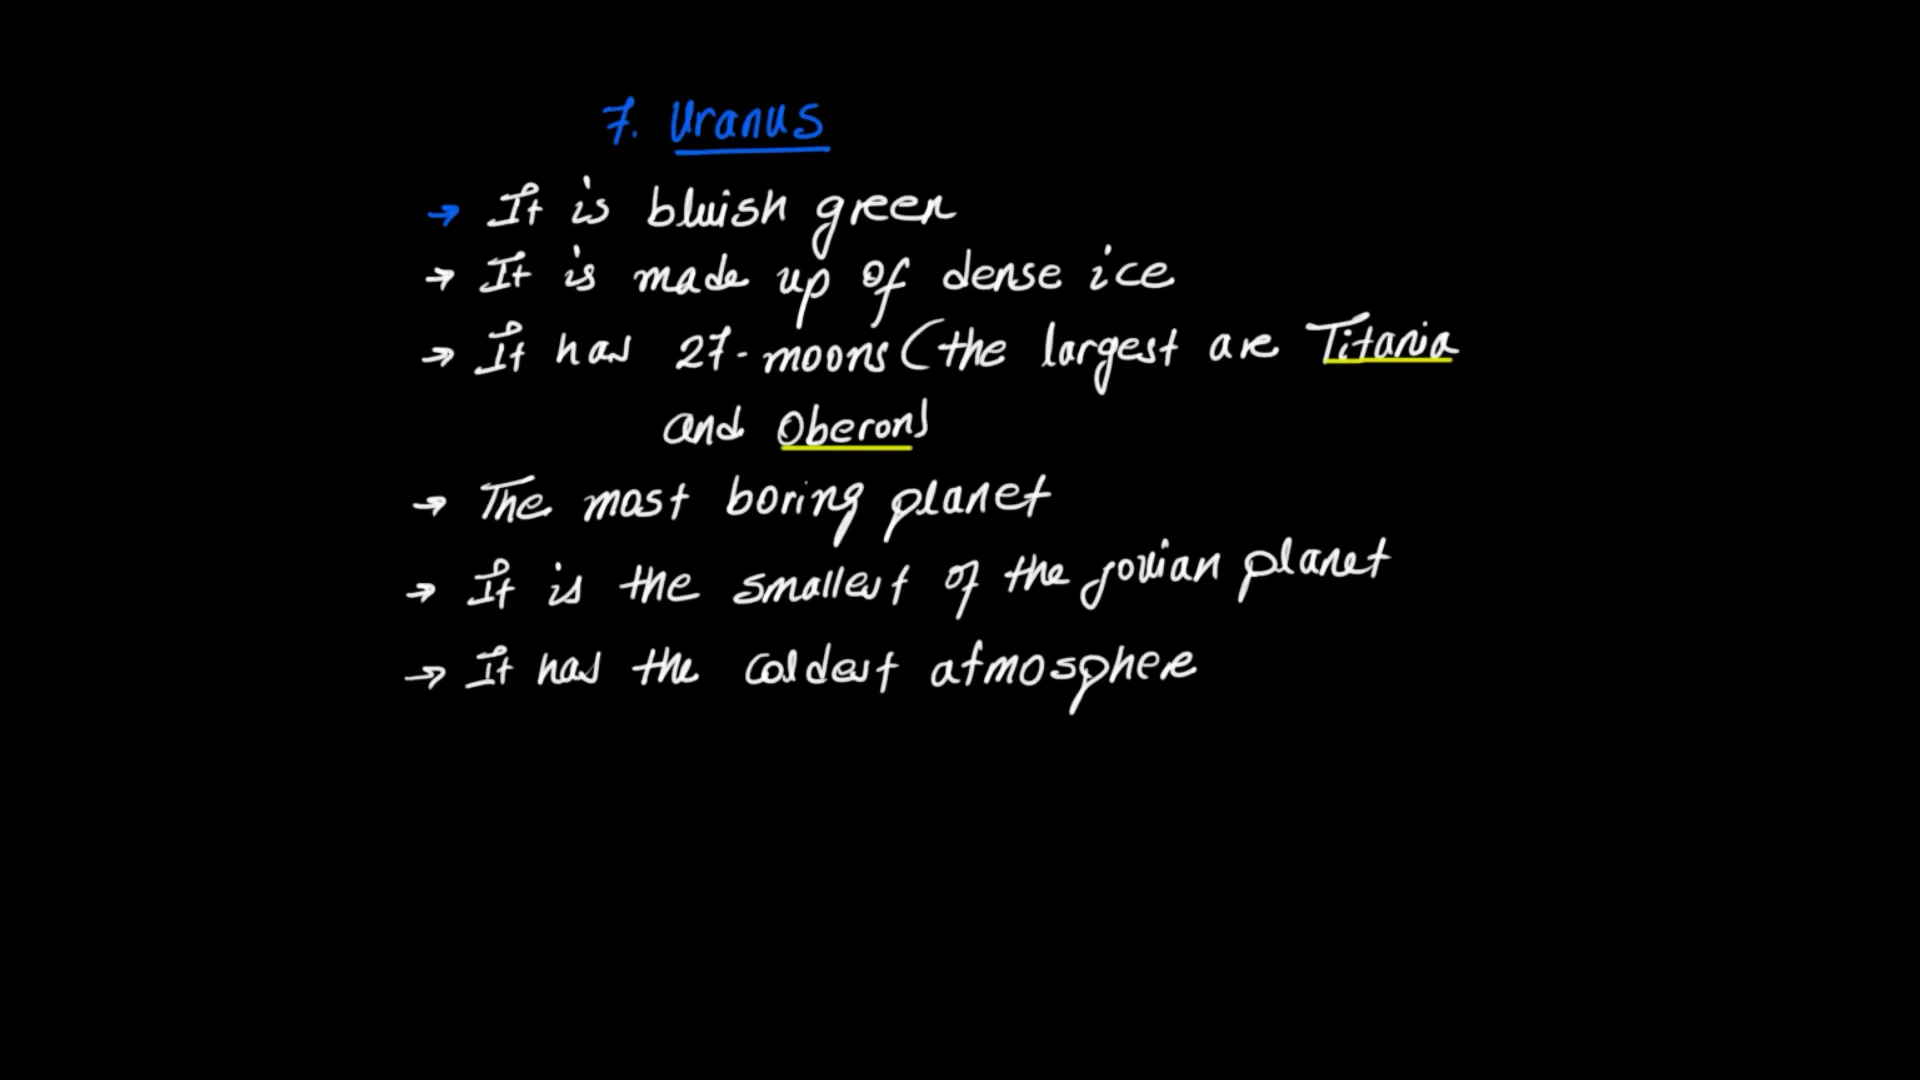 7. Uranus
→ It is bluish green
→ It is made up of dense ice
→ It has 27-moons (the largest are Titania
and Oberon)
→ The most boring planet
→ It is the smallest of the jovian planet
→ It has the coldest atmosphere